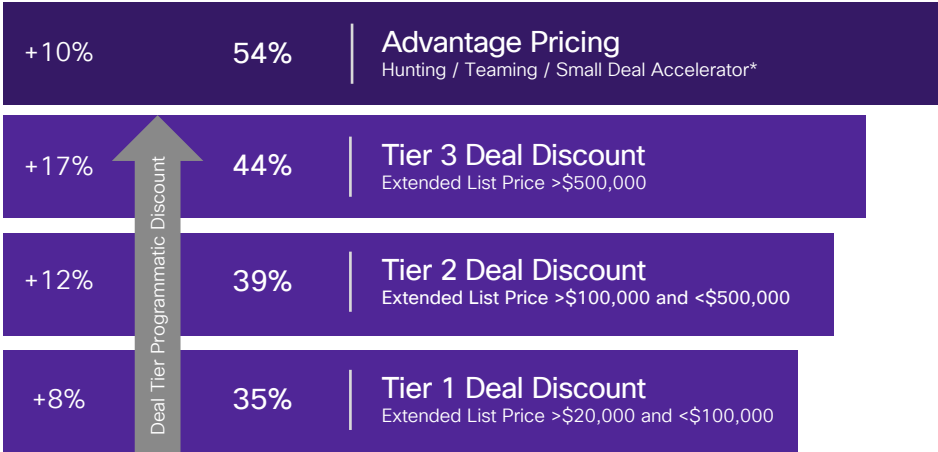 +10%
54%
Advantage Pricing
Hunting / Teaming / Small Deal Accelerator*
+17%
44%
Tier 3 Deal Discount
Extended List Price >$500,000
+12%
39%
Tier 2 Deal Discount
Extended List Price >$100,000 and <$500,000
+8%
35%
Tier 1 Deal Discount
Extended List Price >$20,000 and <$100,000
Deal Tier Programmatic Discount